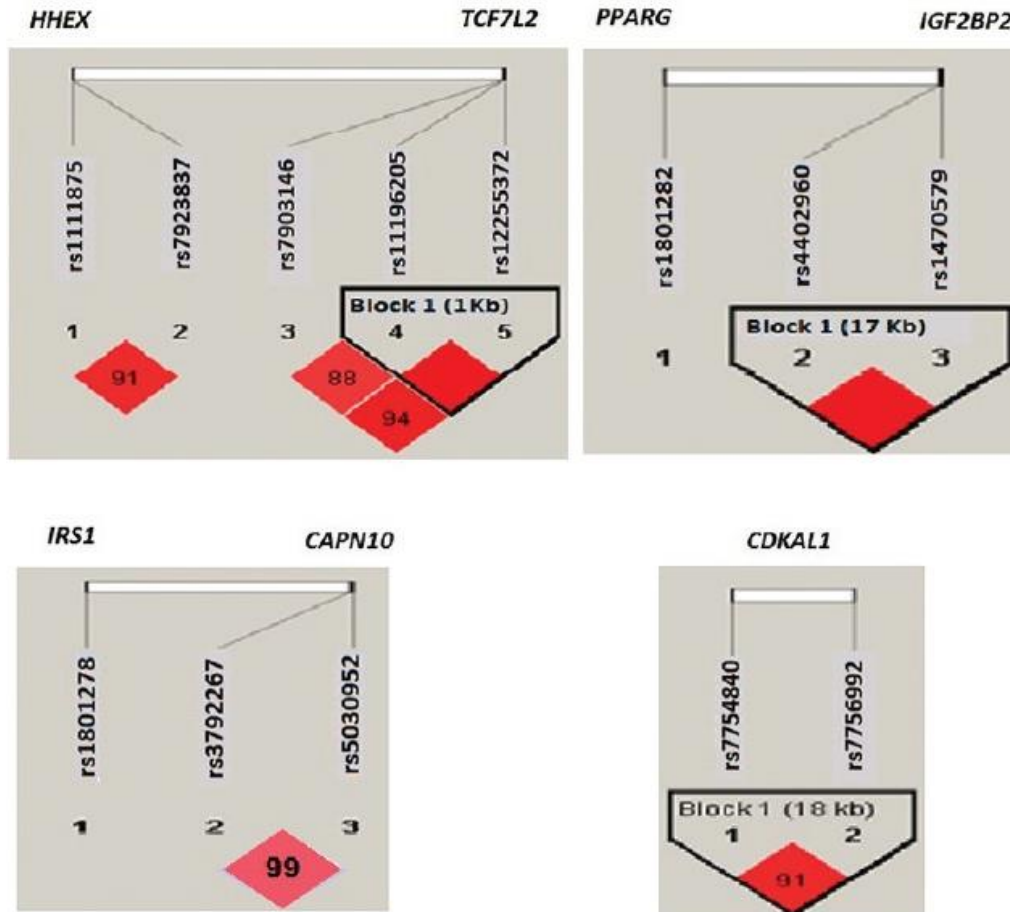 HHEX TCF7L2
rs1111875 rs7923837 rs7903146 rs11196205 rs12255372
Block 1 (1Kb)
1 2 3 4 5
91 88
94
PPARG IGF2BP2
rs1801282 rs4402960 rs1470579
Block 1 (17 Kb)
1 2 3
IRS1 CAPN10
rs1801278 rs3792267 rs5030952
1 2 3
99
CDKAL1
rs7754840 rs7756992
Block 1 (18 kb)
1 2
91